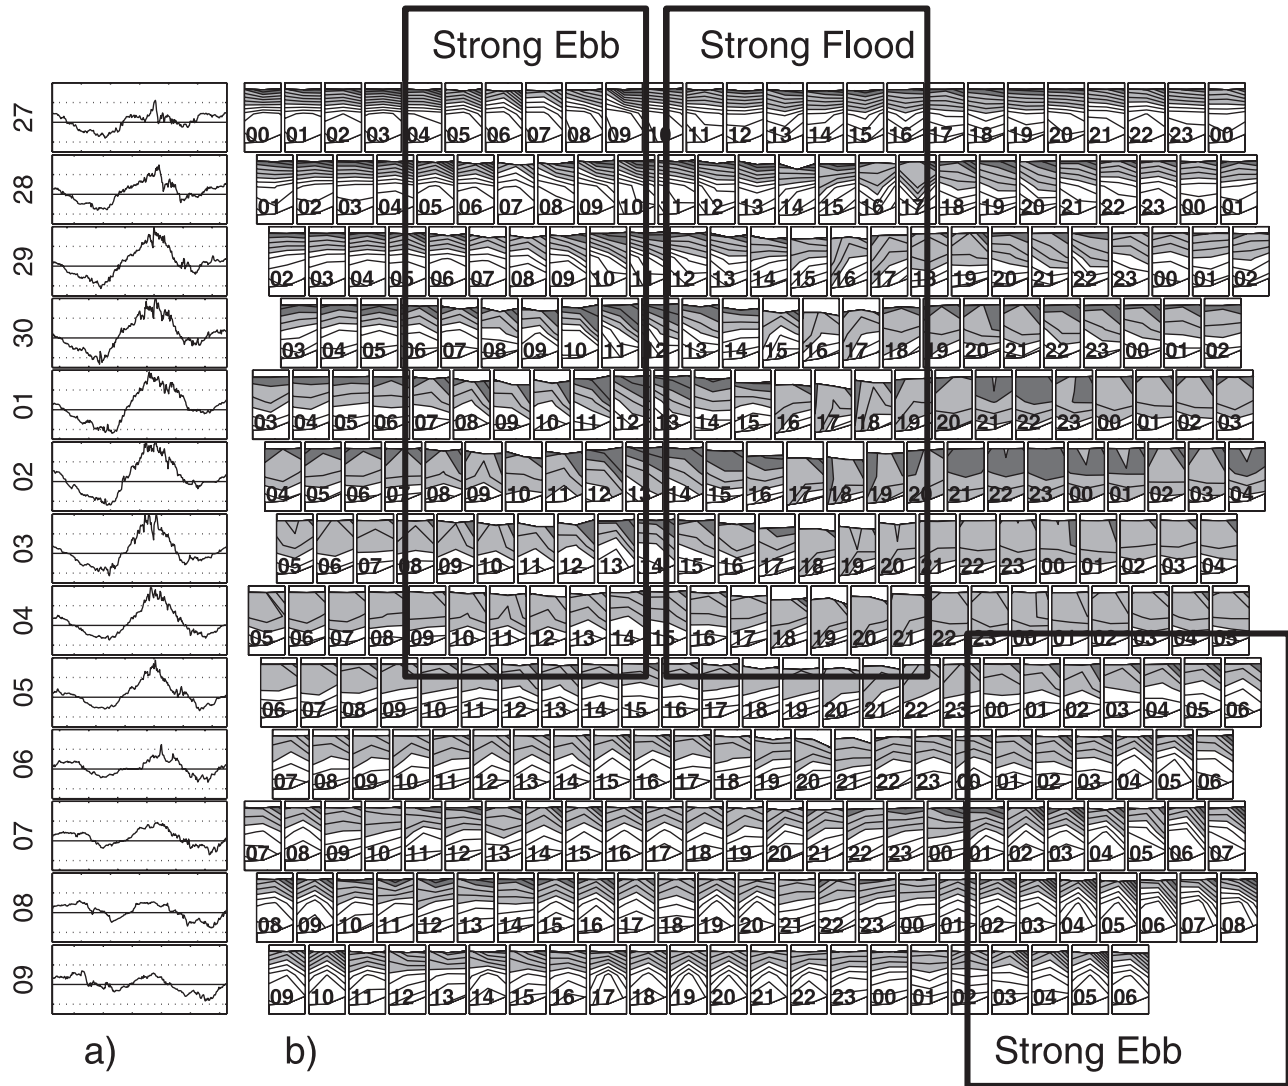 Strong Ebb Strong Flood
27 00 01 02 03 04 05 06 07 08 09 10 11 12 13 14 15 16 17 18 19 20 21 22 23 00
28 01 02 03 04 05 06 07 08 09 10 11 12 13 14 15 16 17 18 19 20 21 22 23 00 01
29 02 03 04 05 06 07 08 09 10 11 12 13 14 15 16 17 18 19 20 21 22 23 00 01 02
30 03 04 05 06 07 08 09 10 11 12 13 14 15 16 17 18 19 20 21 22 23 00 01 02
01 03 04 05 06 07 08 09 10 11 12 13 14 15 16 17 18 19 20 21 22 23 00 01 02 03
02 04 05 06 07 08 09 10 11 12 13 14 15 16 17 18 19 20 21 22 23 00 01 02 03 04
03 05 06 07 08 09 10 11 12 13 14 15 16 17 18 19 20 21 22 23 00 01 02 03 04
04 05 06 07 08 09 10 11 12 13 14 15 16 17 18 19 20 21 22 23 00 01 02 03 04 05
05 06 07 08 09 10 11 12 13 14 15 16 17 18 19 20 21 22 23 00 01 02 03 04 05 06
06 07 08 09 10 11 12 13 14 15 16 17 18 19 20 21 22 23 00 01 02 03 04 05 06
07 07 08 09 10 11 12 13 14 15 16 17 18 19 20 21 22 23 00 01 02 03 04 05 06 07
08 08 09 10 11 12 13 14 15 16 17 18 19 20 21 22 23 00 01 02 03 04 05 06 07 08
09 09 10 11 12 13 14 15 16 17 18 19 20 21 22 23 00 01 02 03 04 05 06
a) b) Strong Ebb